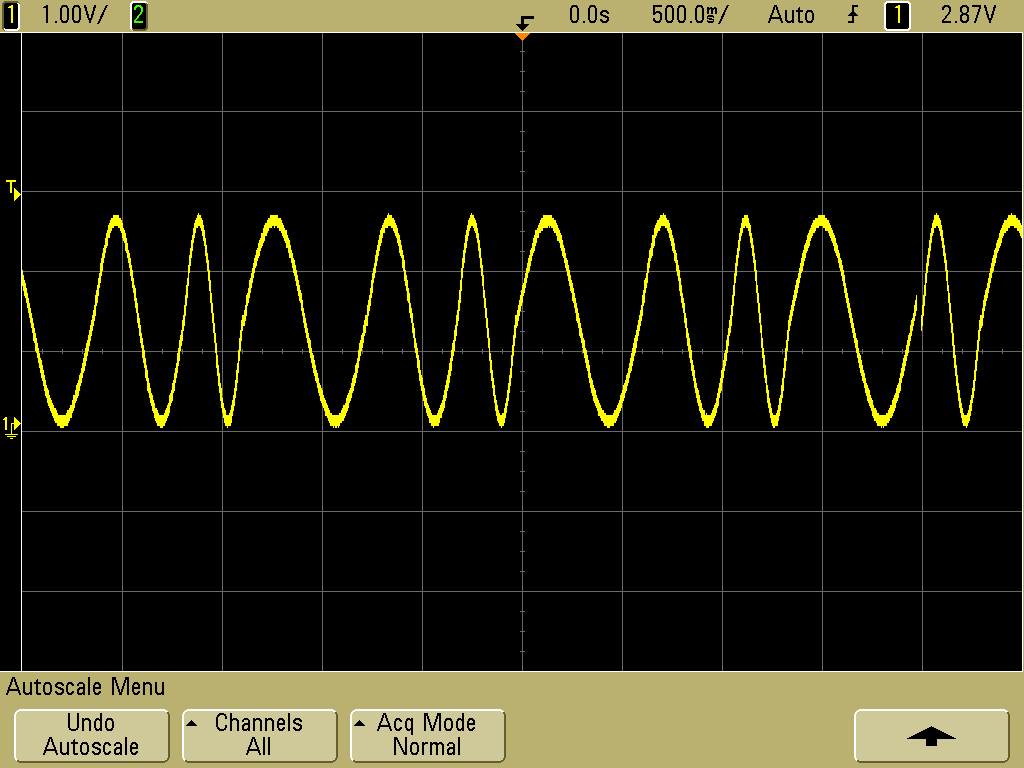 1 1.00V/ 2 0.0s 500.0ms/ Auto 1 2.87V
T
1
Autoscale Menu
Undo
Autoscale
Channels
All
Acq Mode
Normal